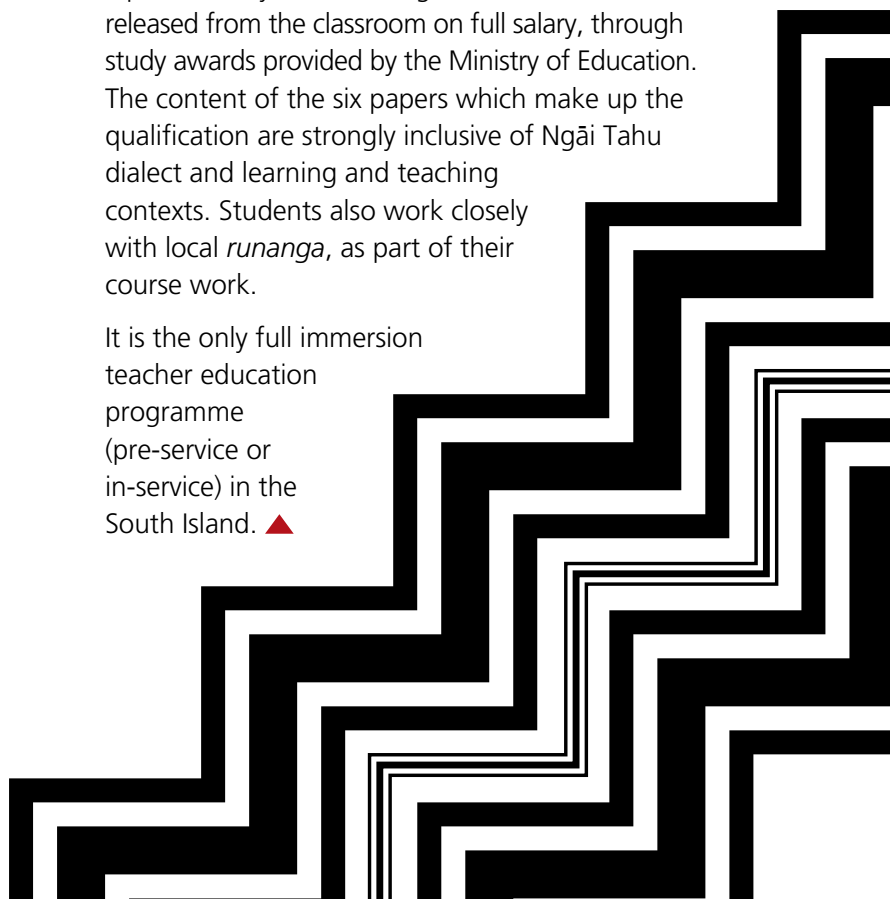 released from the classroom on full salary, through
study awards provided by the Ministry of Education.
The content of the six papers which make up the
qualification are strongly inclusive of Ngāi Tahu
dialect and learning and teaching
contexts. Students also work closely
with local runanga, as part of their
course work.
It is the only full immersion
teacher education
programme
(pre-service or
in-service) in the
South Island.